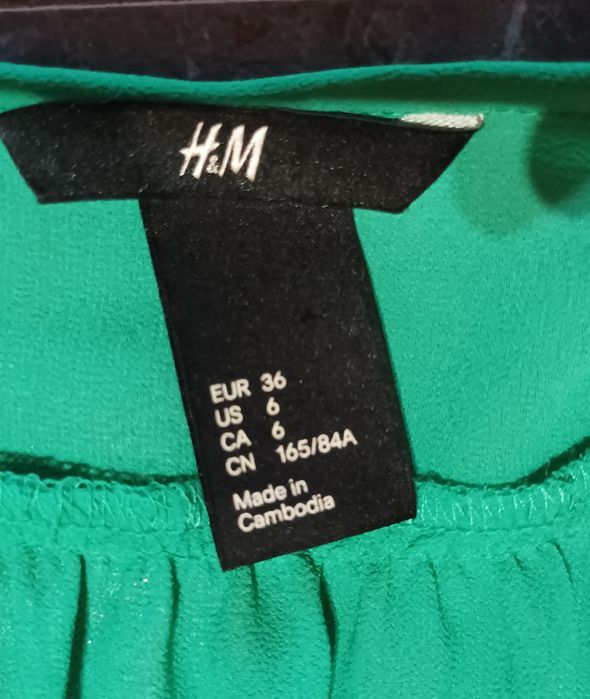 H&M
EUR 36
US 6
CA 6
CN 165/84A
Made in
Cambodia